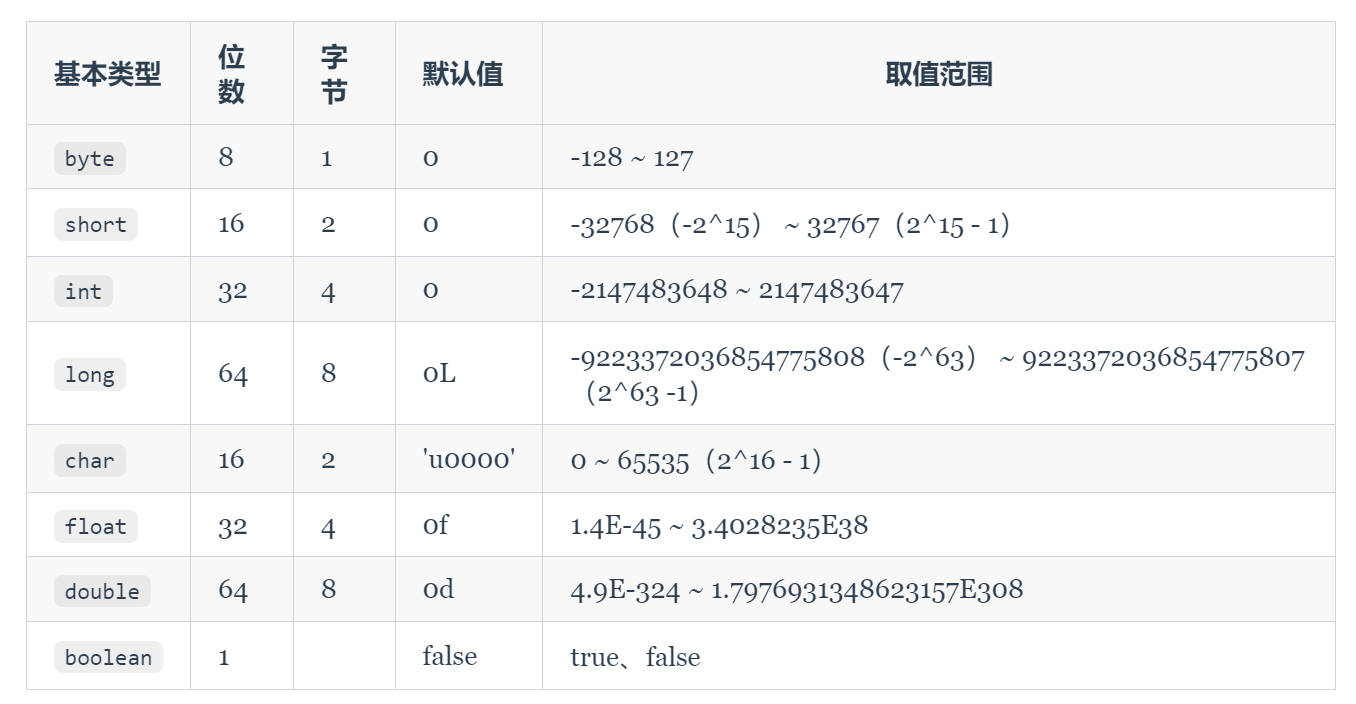 基本类型 位数 字节 默认值 取值范围
byte 8 1 0 -128 ~ 127
short 16 2 0 -32768（-2^15） ~ 32767（2^15 - 1）
int 32 4 0 -2147483648 ~ 2147483647
long 64 8 0L -9223372036854775808（-2^63） ~ 9223372036854775807
（2^63 -1）
char 16 2 'u0000' 0 ~ 65535（2^16 - 1）
float 32 4 0f 1.4E-45 ~ 3.4028235E38
double 64 8 0d 4.9E-324 ~ 1.7976931348623157E308
boolean 1 false true、false